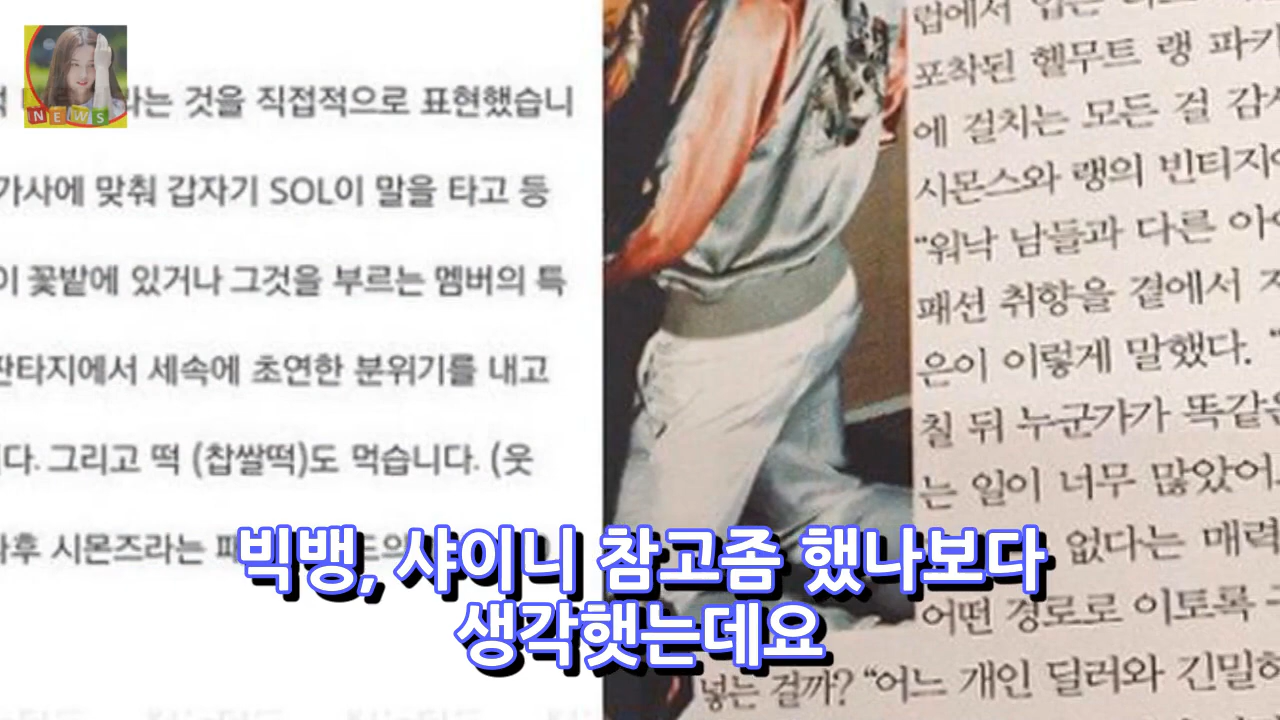 NEWS
라는 것을 직접적으로 표현했습니
가사에 맞춰 갑자기 SOL이 말을 타고 등
이 꽃밭에 있거나 그것을 부르는 멤버의 특
판타지에서 세속에 초연한 분위기를 내고
다. 그리고 떡 (찹쌀떡)도 먹습니다. (웃
라후 시몬즈라는
럽에서 입는
포착된 헬무트 랭 파카
에 걸치는 모든 걸 감
시몬스와 랭의 빈티지
“워낙 남들과 다른 아
패션 취향을 곁에서
은이 이렇게 말했다. “
칠 뒤 누군가가 똑같은
는 일이 너무 많았어
없다는 매력
어떤 경로로 이토록
넣는 걸까? “어느 개인 딜러와 긴밀히
빅뱅, 샤이니 참고좀 했나보다
생각햇는데요